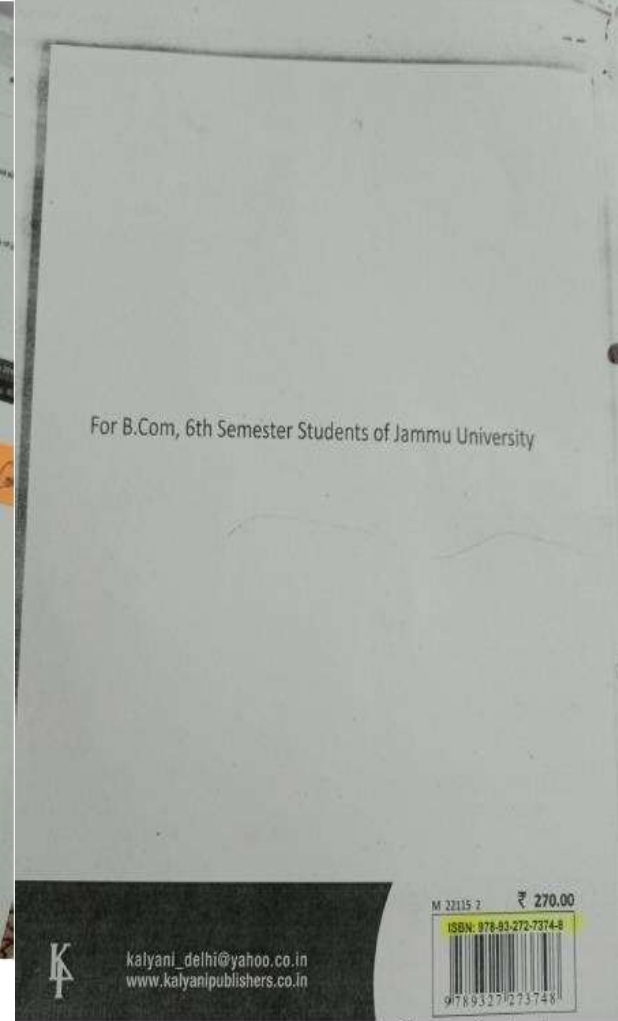 For B.Com, 6th Semester Students of Jammu University
M 22115 2 ₹ 270.00
ISBN: 978-93-272-7374-8
9789327273748
kalyani_delhi@yahoo.co.in
www.kalyanipublishers.co.in